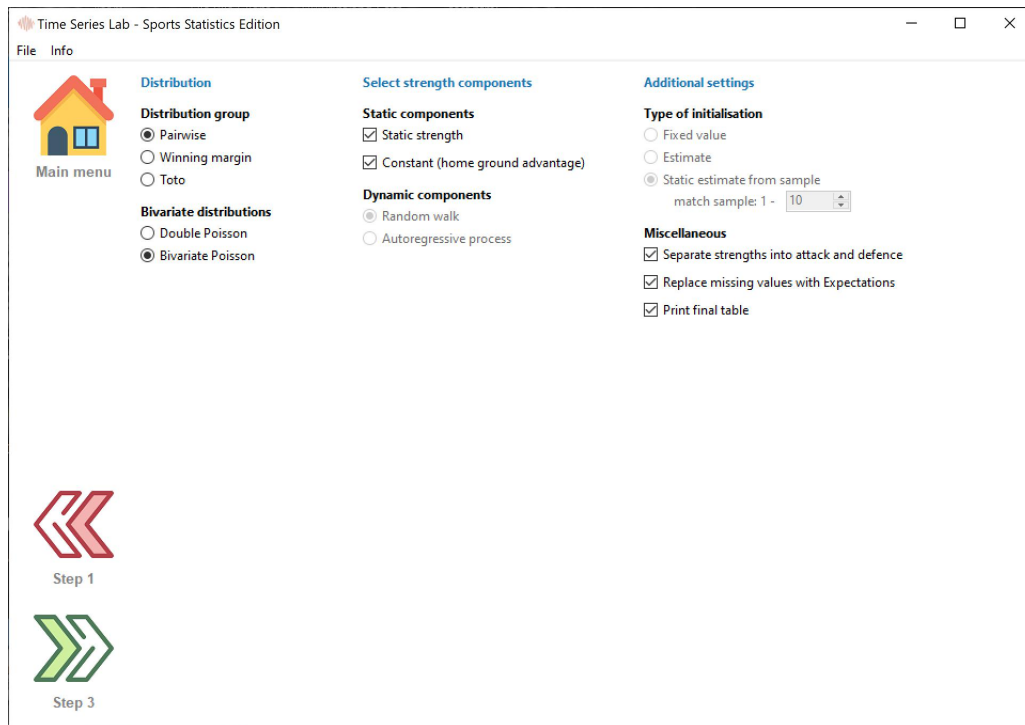 Time Series Lab - Sports Statistics Edition
File Info
Main menu
Distribution
Distribution group
Pairwise
Winning margin
Toto
Bivariate distributions
Double Poisson
Bivariate Poisson
Select strength components
Static components
Static strength
Constant (home ground advantage)
Dynamic components
Random walk
Autoregressive process
Additional settings
Type of initialisation
Fixed value
Estimate
Static estimate from sample
match sample: 1 - 10
Miscellaneous
Separate strengths into attack and defence
Replace missing values with Expectations
Print final table
Step 1
Step 3